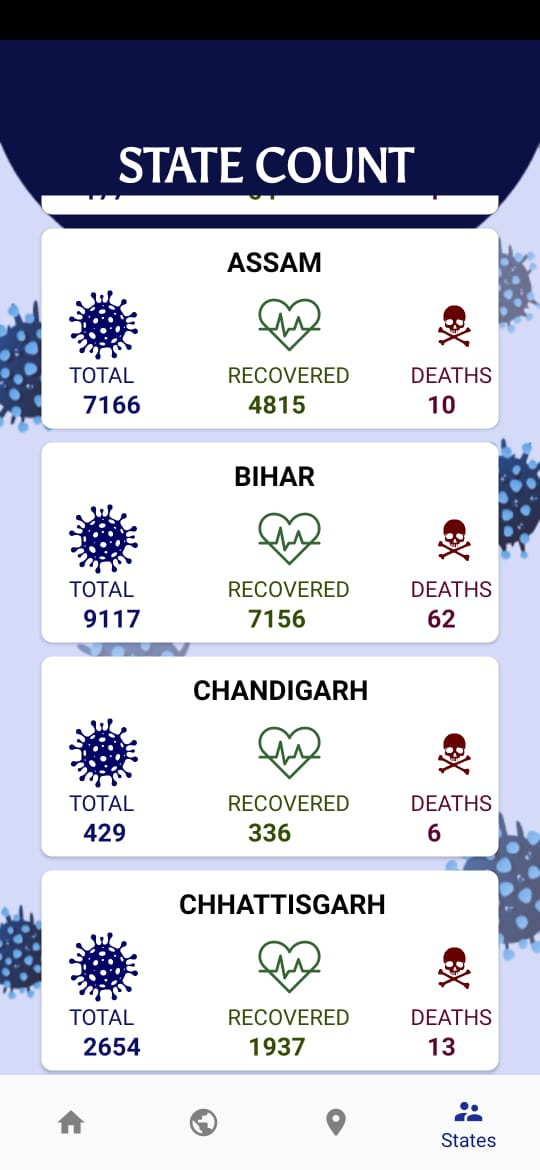 STATE COUNT
ASSAM
TOTAL RECOVERED DEATHS
7166 4815 10
BIHAR
TOTAL RECOVERED DEATHS
9117 7156 62
CHANDIGARH
TOTAL RECOVERED DEATHS
429 336 6
CHHATTISGARH
TOTAL RECOVERED DEATHS
2654 1937 13
States